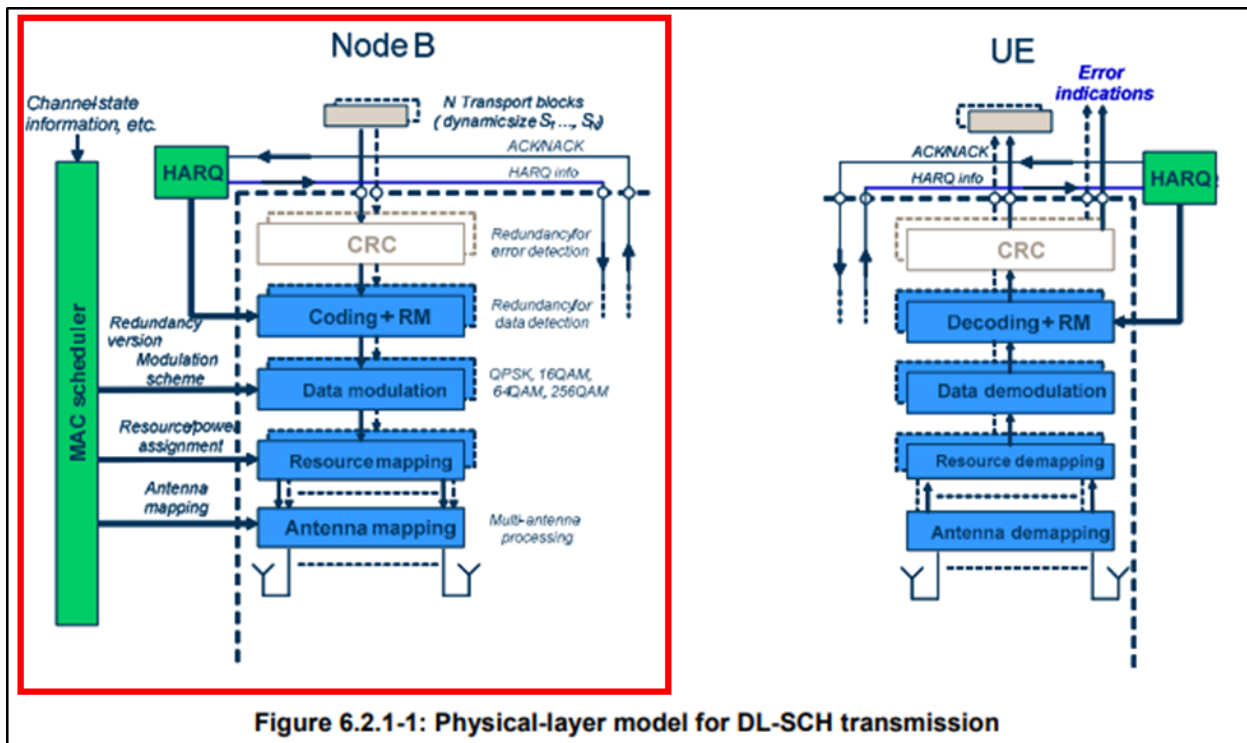 Node B
Channel-state
information, etc.
N Transport blocks
(dynamic size S1 ..., SN)
ACK/NACK
HARQ
HARQ info
CRC
Redundancy for
error detection
Coding + RM
Redundancy for
data detection
MAC scheduler
Redundancy
version
Modulation
scheme
Data modulation
QPSK, 16QAM,
64QAM, 256QAM
Resource/power
assignment
Resource mapping
Antenna
mapping
Antenna mapping
Multi-antenna
processing
UE
Error
indications
ACK/NACK
HARQ info
HARQ
CRC
Decoding + RM
Data demodulation
Resource demapping
Antenna demapping
Figure 6.2.1-1: Physical-layer model for DL-SCH transmission